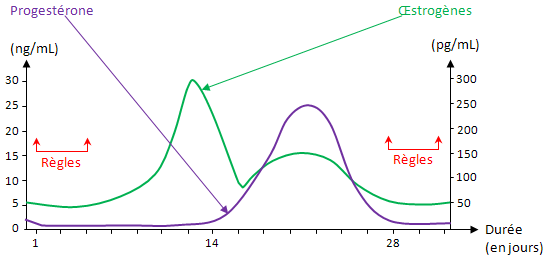 Progestérone
Œstrogènes
(ng/mL)
(pg/mL)
30
25
20
15
10
5
0
300
250
200
150
100
50
Règles
Règles
1
14
28
Durée
(en jours)